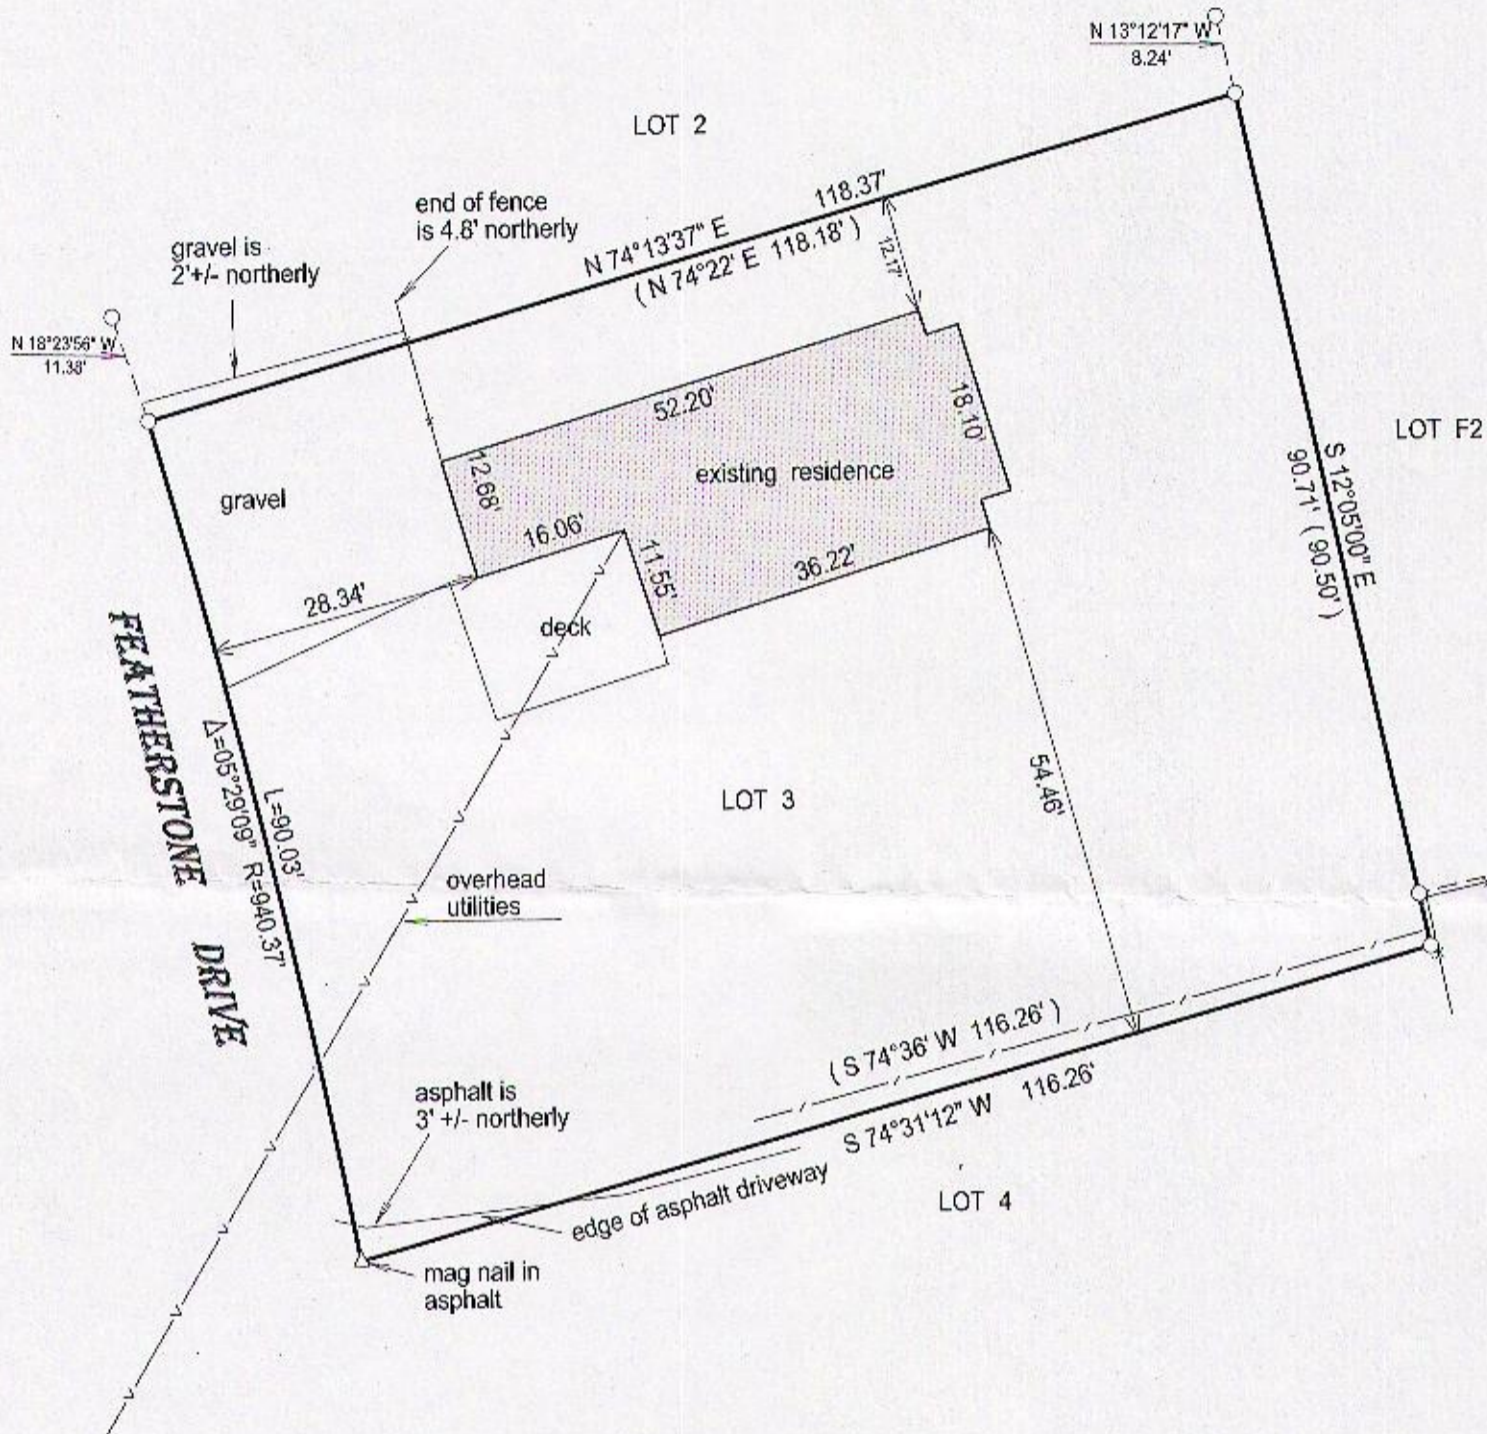 N 13°12'17" W
8.24'
LOT 2
end of fence
is 4.8' northerly
118.37'
N 74°13'37" E
( N 74°22' E 118.18' )
12.17'
gravel is
2'+/- northerly
N 18°23'56" W
11.38'
52.20'
18.10'
LOT F2
12.68'
existing residence
S 12°05'00" E
90.71' ( 90.50' )
gravel
16.06'
11.55'
36.22'
28.34'
deck
FEATHERSTONE DRIVE
L=90.03'
Δ=05°29'09" R=940.37'
54.46'
LOT 3
overhead
utilities
( S 74°36' W 116.26' )
S 74°31'12" W 116.26'
asphalt is
3' +/- northerly
edge of asphalt driveway
LOT 4
mag nail in
asphalt